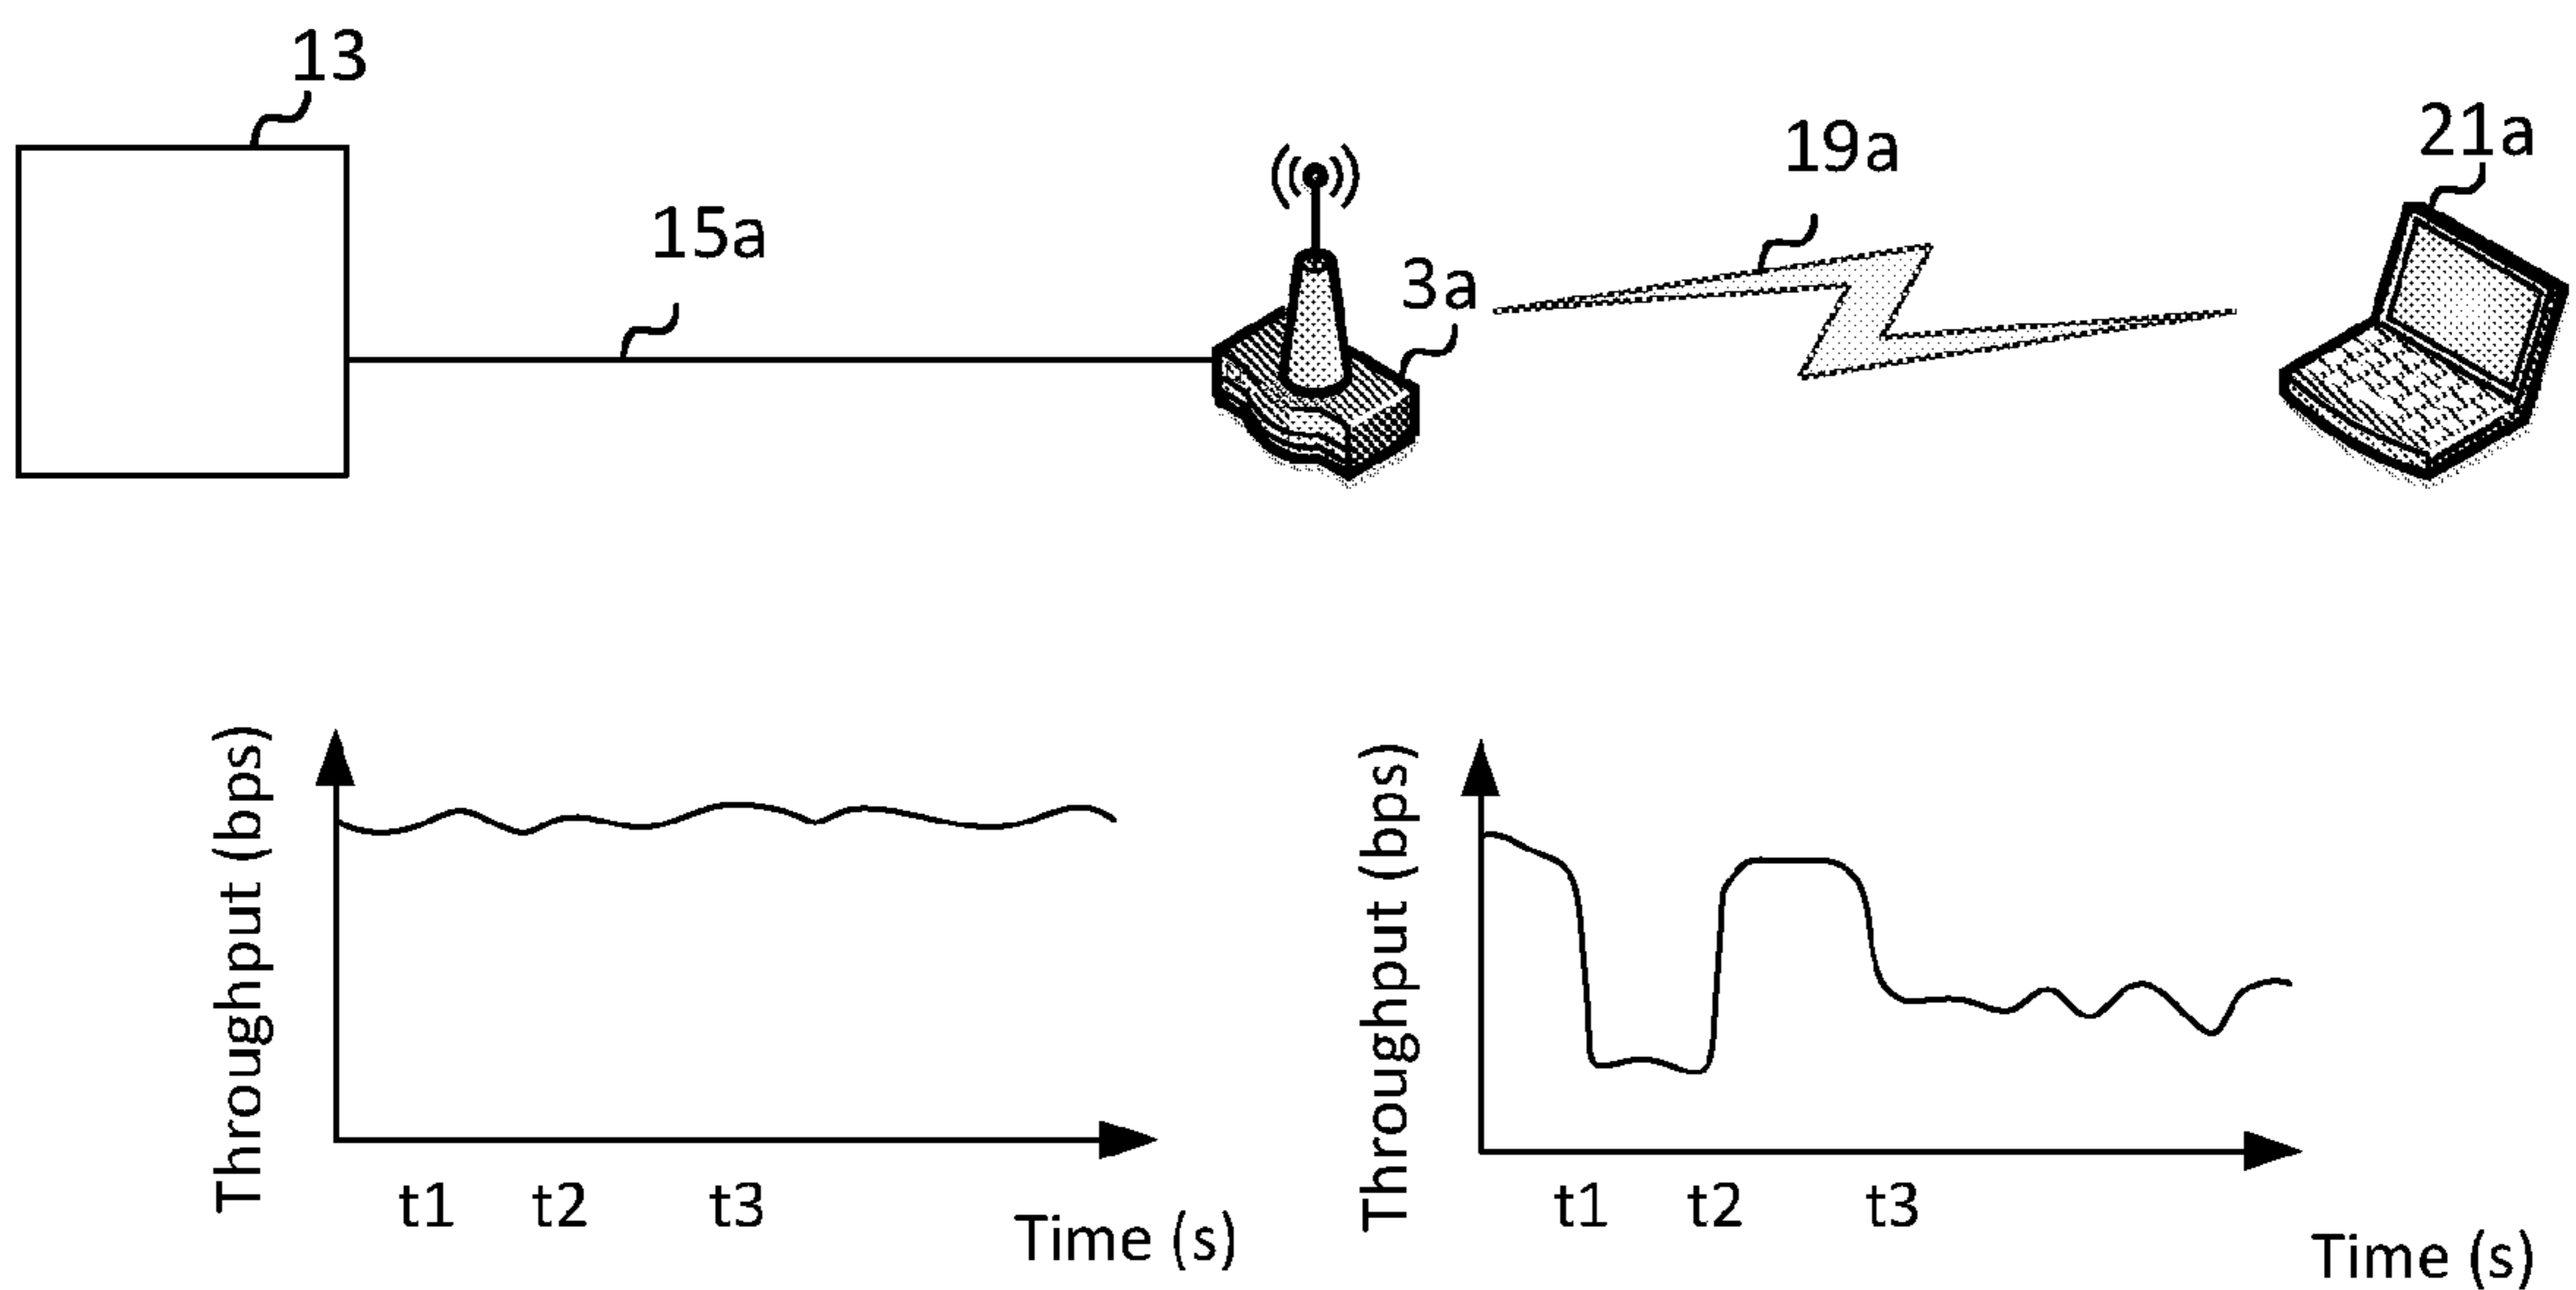 13
15a
3a
19a
21a
Throughput (bps)
t1 t2 t3
Time (s)
Throughput (bps)
t1 t2 t3
Time (s)